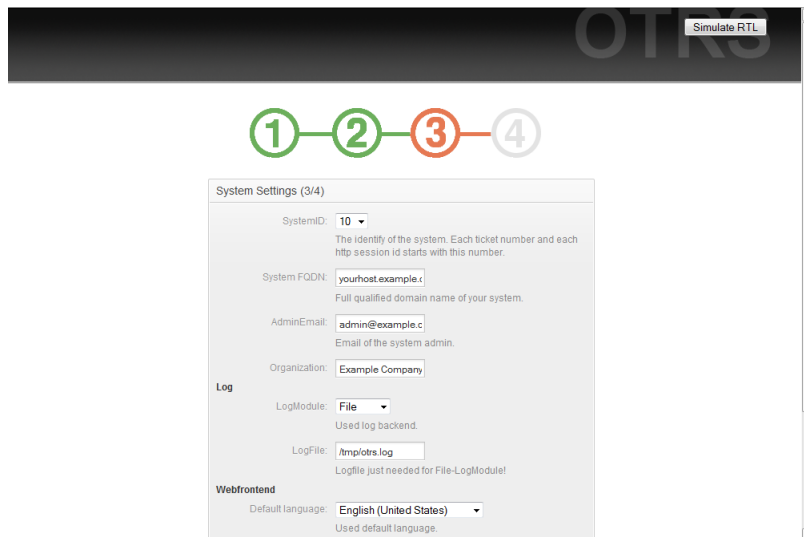 OTRS
Simulate RTL
1 2 3 4
System Settings (3/4)
SystemID: 10
The identify of the system. Each ticket number and each
http session id starts with this number.
System FQDN: yourhost.example.c
Full qualified domain name of your system.
AdminEmail: admin@example.c
Email of the system admin.
Organization: Example Company
Log
LogModule: File
Used log backend.
LogFile: /tmp/otrs.log
Logfile just needed for File-LogModule!
Webfrontend
Default language: English (United States)
Used default language.